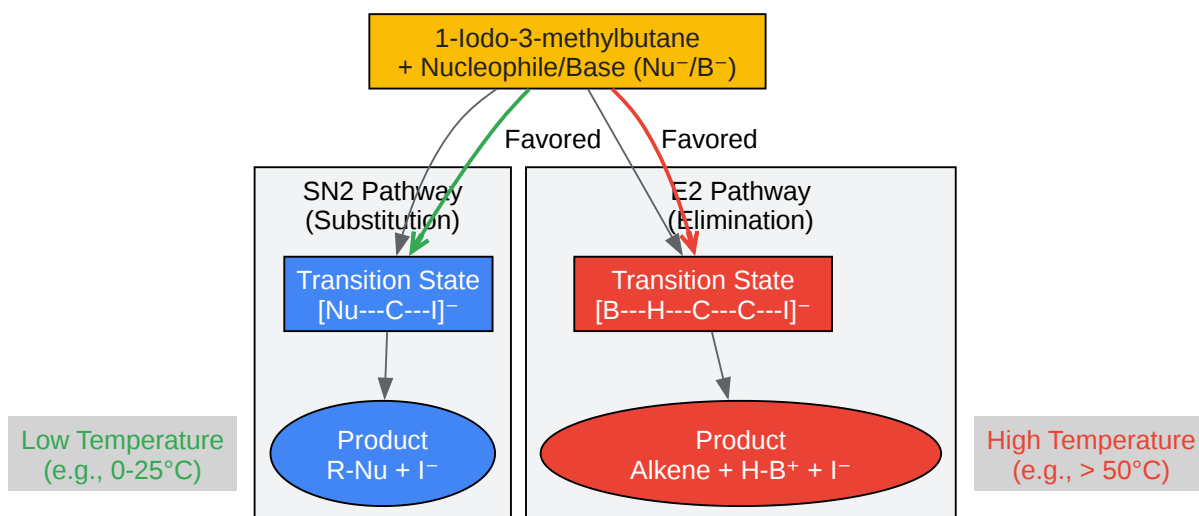 1-Iodo-3-methylbutane
+ Nucleophile/Base (Nu⁻/B⁻)
Favored
Favored
SN2 Pathway
(Substitution)
E2 Pathway
(Elimination)
Transition State
[Nu---C---I]⁻
Transition State
[B---H---C---C---I]⁻
Low Temperature
(e.g., 0-25°C)
Product
R-Nu + I⁻
Product
Alkene + H-B⁺ + I⁻
High Temperature
(e.g., > 50°C)